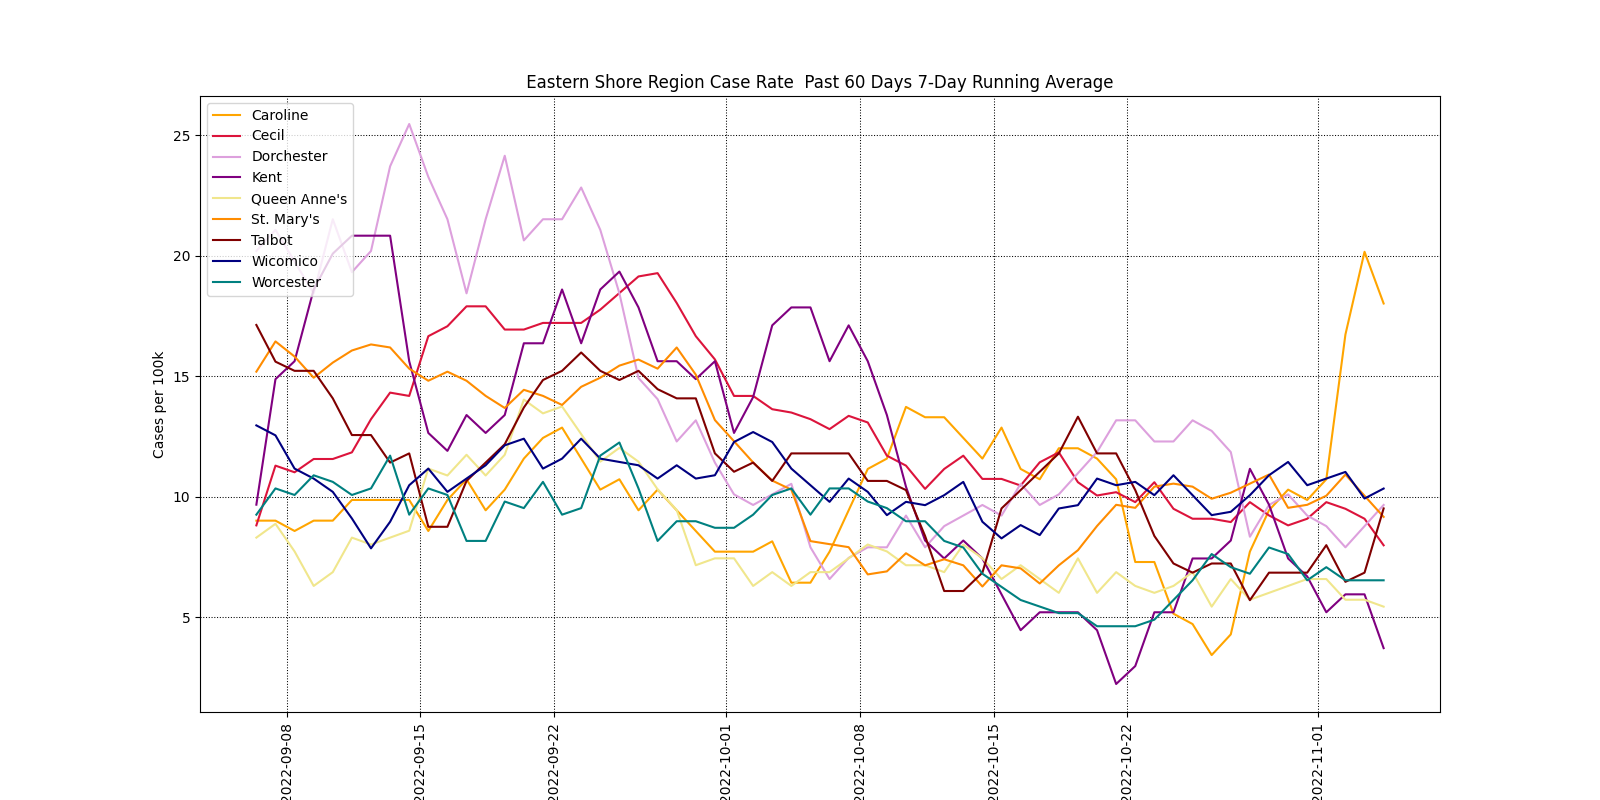 Eastern Shore Region Case Rate  Past 60 Days 7-Day Running Average
Caroline
Cecil
Dorchester
Kent
Queen Anne's
St. Mary's
Talbot
Wicomico
Worcester
Cases per 100k
25
20
15
10
5
2022-09-08
2022-09-15
2022-09-22
2022-10-01
2022-10-08
2022-10-15
2022-10-22
2022-11-01